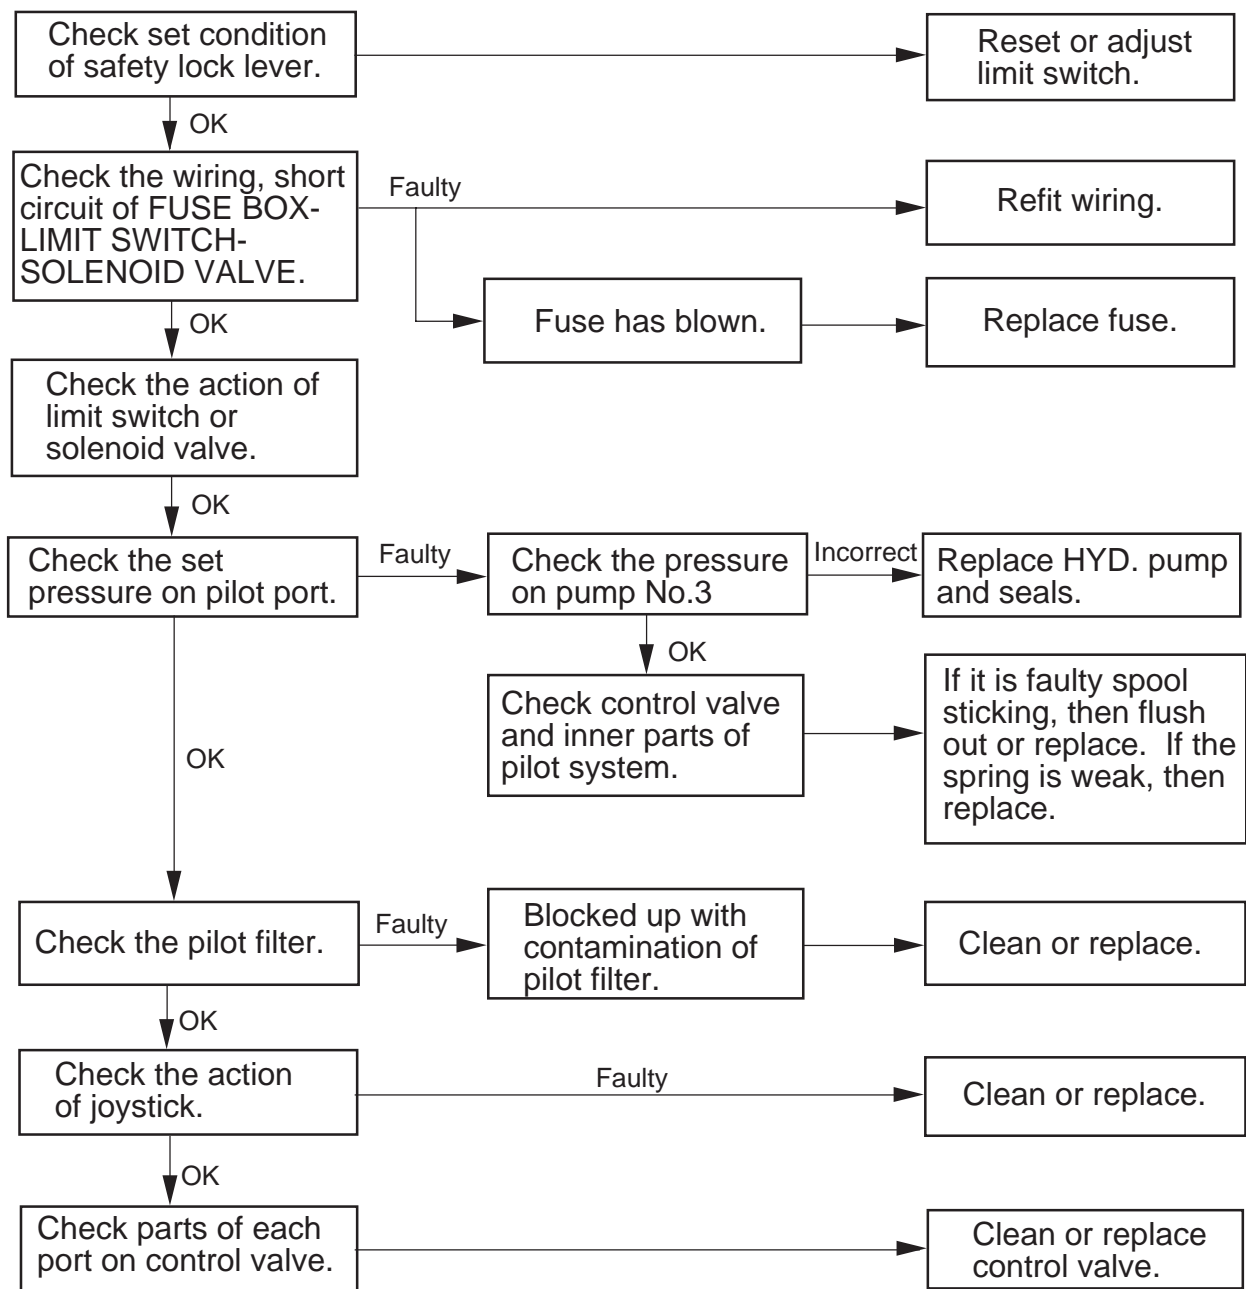 Check set condition
of safety lock lever.
Reset or adjust
limit switch.
OK
Check the wiring, short
circuit of FUSE BOX-
LIMIT SWITCH-
SOLENOID VALVE.
Faulty
Refit wiring.
Fuse has blown.
Replace fuse.
OK
Check the action of
limit switch or
solenoid valve.
OK
Check the set
pressure on pilot port.
Faulty
Check the pressure
on pump No.3
Incorrect
Replace HYD. pump
and seals.
OK
Check control valve
and inner parts of
pilot system.
If it is faulty spool
sticking, then flush
out or replace. If the
spring is weak, then
replace.
OK
Check the pilot filter.
Faulty
Blocked up with
contamination of
pilot filter.
Clean or replace.
OK
Check the action
of joystick.
Faulty
Clean or replace.
OK
Check parts of each
port on control valve.
Clean or replace
control valve.